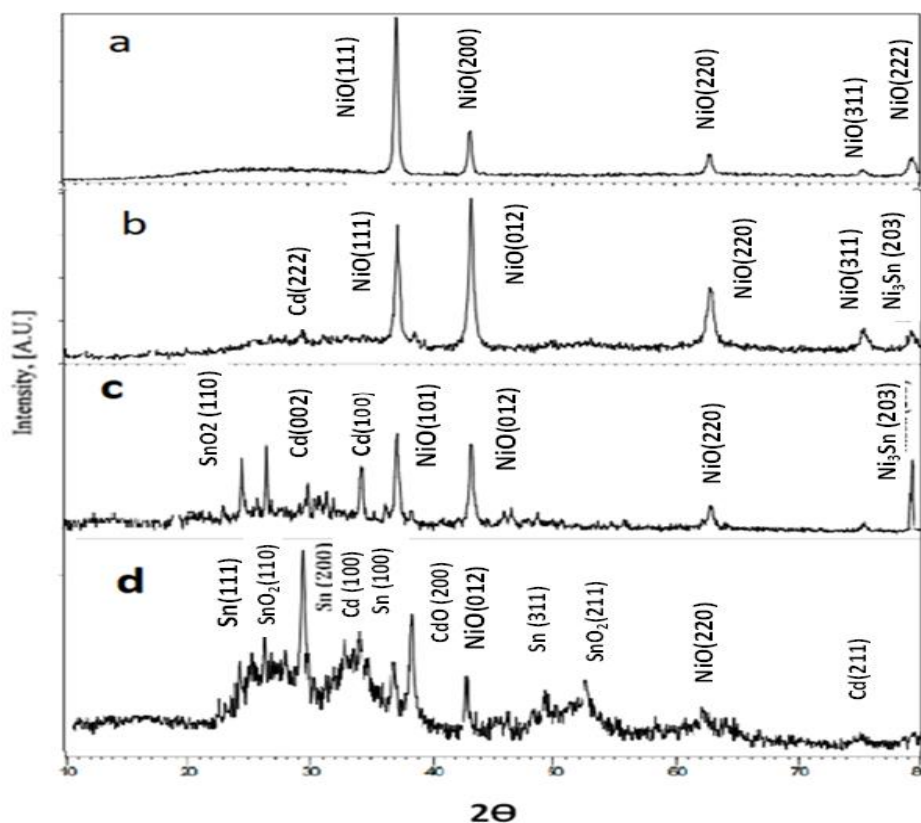 a
NiO(111)
NiO(200)
NiO(220)
NiO(311)
NiO(222)
b
Cd(222)
NiO(111)
NiO(012)
NiO(220)
NiO(311)
Ni₃Sn (203)
c
SnO2 (110)
Cd(002)
Cd(100)
NiO(101)
NiO(012)
NiO(220)
Ni₃Sn (203)
d
Sn(111)
SnO₂(110)
Sn (200)
Cd (100)
Sn (100)
CdO (200)
NiO(012)
Sn (311)
SnO₂(211)
NiO(220)
Cd(211)
Intensity, [A.U.]
10 20 30 40 50 60 70 80
2Θ